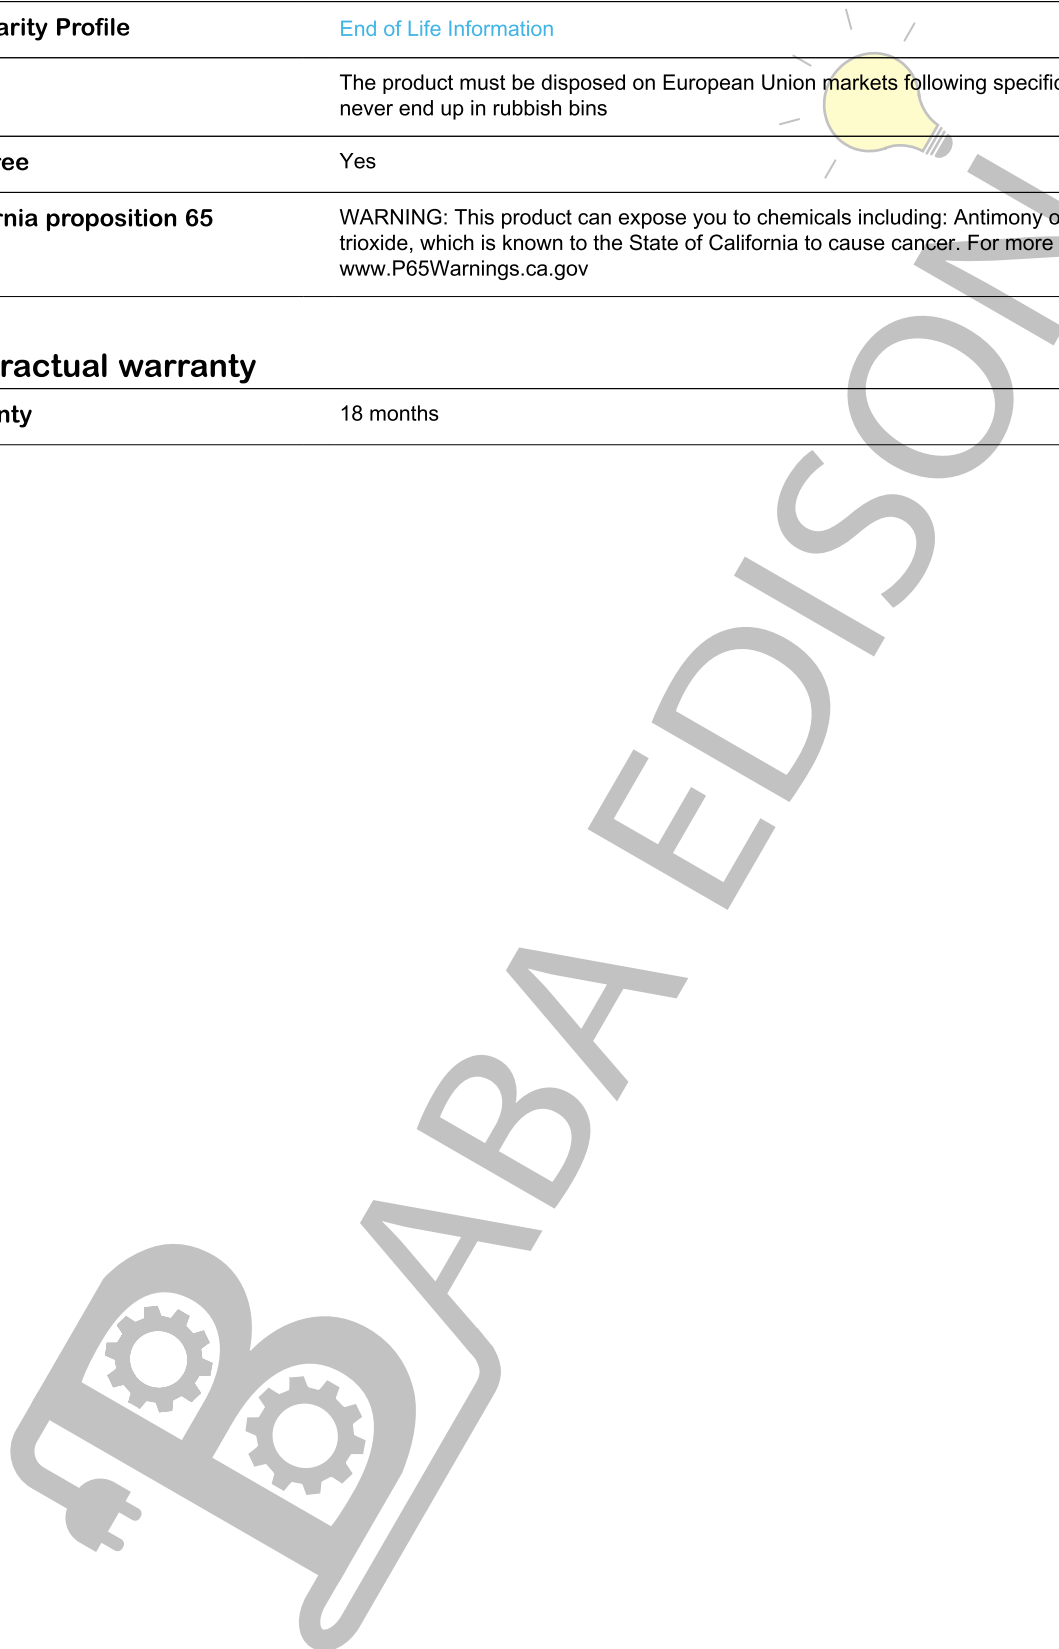 arity Profile End of Life Information
The product must be disposed on European Union markets following specific
never end up in rubbish bins
ree Yes
rnia proposition 65 WARNING: This product can expose you to chemicals including: Antimony o
trioxide, which is known to the State of California to cause cancer. For more
www.P65Warnings.ca.gov
ractual warranty
nty 18 months
BABA EDISON